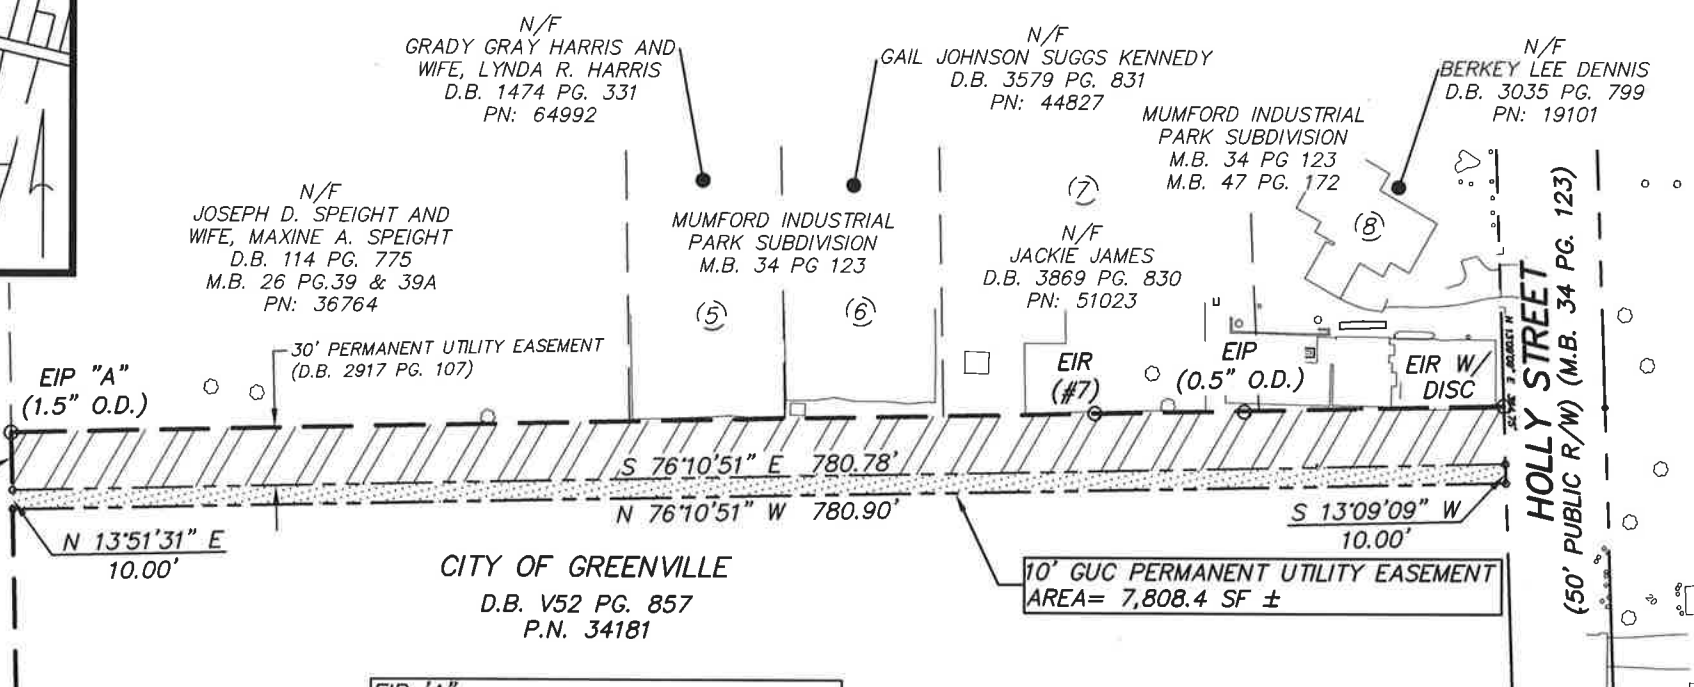 N/F
GRADY GRAY HARRIS AND
WIFE, LYNDA R. HARRIS
D.B. 1474 PG. 331
PN: 64992
N/F
GAIL JOHNSON SUGGS KENNEDY
D.B. 3579 PG. 831
PN: 44827
N/F
BERKEY LEE DENNIS
D.B. 3035 PG. 799
PN: 19101
MUMFORD INDUSTRIAL
PARK SUBDIVISION
M.B. 34 PG 123
M.B. 47 PG. 172
N/F
JOSEPH D. SPEIGHT AND
WIFE, MAXINE A. SPEIGHT
D.B. 114 PG. 775
M.B. 26 PG.39 & 39A
PN: 36764
MUMFORD INDUSTRIAL
PARK SUBDIVISION
M.B. 34 PG 123
(5)
(6)
(7)
N/F
JACKIE JAMES
D.B. 3869 PG. 830
PN: 51023
(8)
30' PERMANENT UTILITY EASEMENT
(D.B. 2917 PG. 107)
EIP "A"
(1.5" O.D.)
EIR
(#7)
EIP
(0.5" O.D.)
EIR W/
DISC
HOLLY STREET
(50' PUBLIC R/W) (M.B. 34 PG. 123)
S 76°10'51" E 780.78'
N 76°10'51" W 780.90'
N 13°51'31" E
10.00'
S 13°09'09" W
10.00'
CITY OF GREENVILLE
D.B. V52 PG. 857
P.N. 34181
10' GUC PERMANENT UTILITY EASEMENT
AREA= 7,808.4 SF ±
20
EIP 'A"